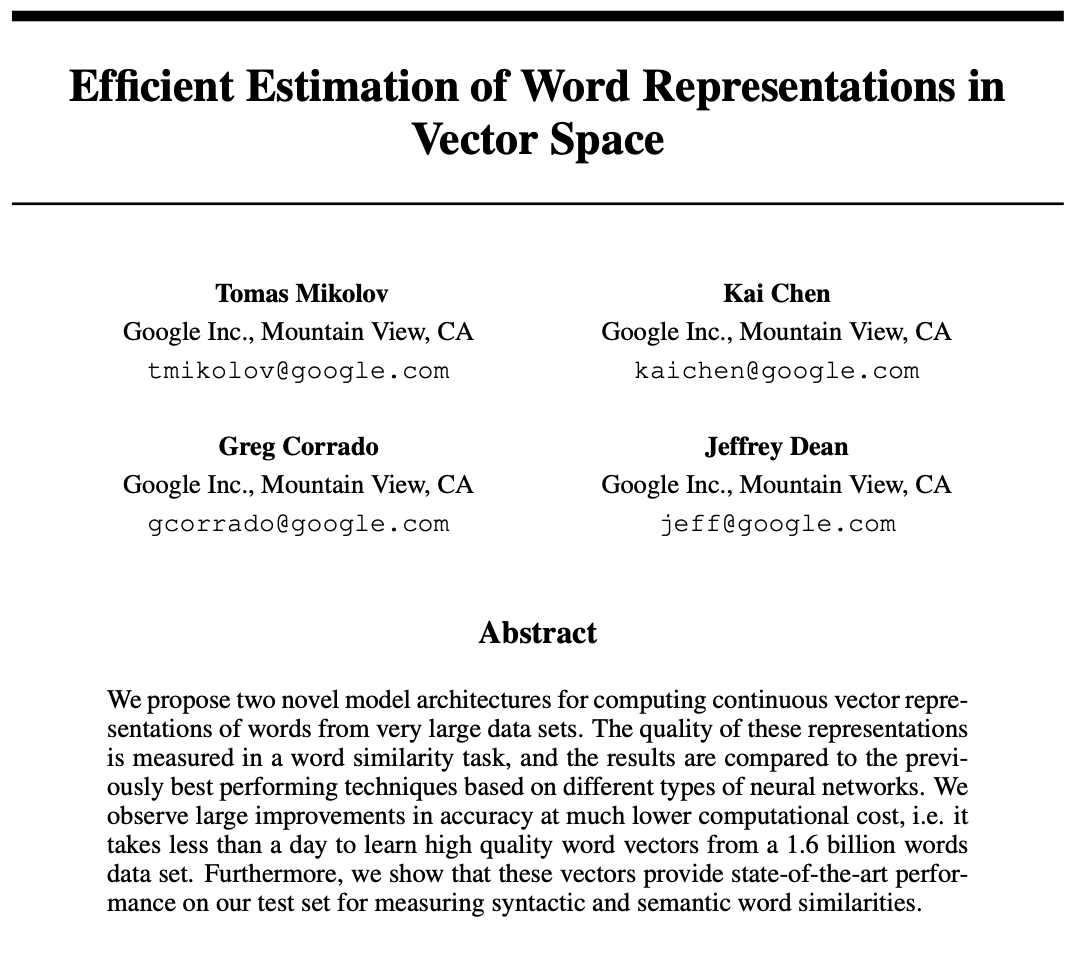 Efficient Estimation of Word Representations in
Vector Space
Tomas Mikolov
Google Inc., Mountain View, CA
tmikolov@google.com
Kai Chen
Google Inc., Mountain View, CA
kaichen@google.com
Greg Corrado
Google Inc., Mountain View, CA
gcorrado@google.com
Jeffrey Dean
Google Inc., Mountain View, CA
jeff@google.com
Abstract
We propose two novel model architectures for computing continuous vector repre-
sentations of words from very large data sets. The quality of these representations
is measured in a word similarity task, and the results are compared to the previ-
ously best performing techniques based on different types of neural networks. We
observe large improvements in accuracy at much lower computational cost, i.e. it
takes less than a day to learn high quality word vectors from a 1.6 billion words
data set. Furthermore, we show that these vectors provide state-of-the-art perfor-
mance on our test set for measuring syntactic and semantic word similarities.